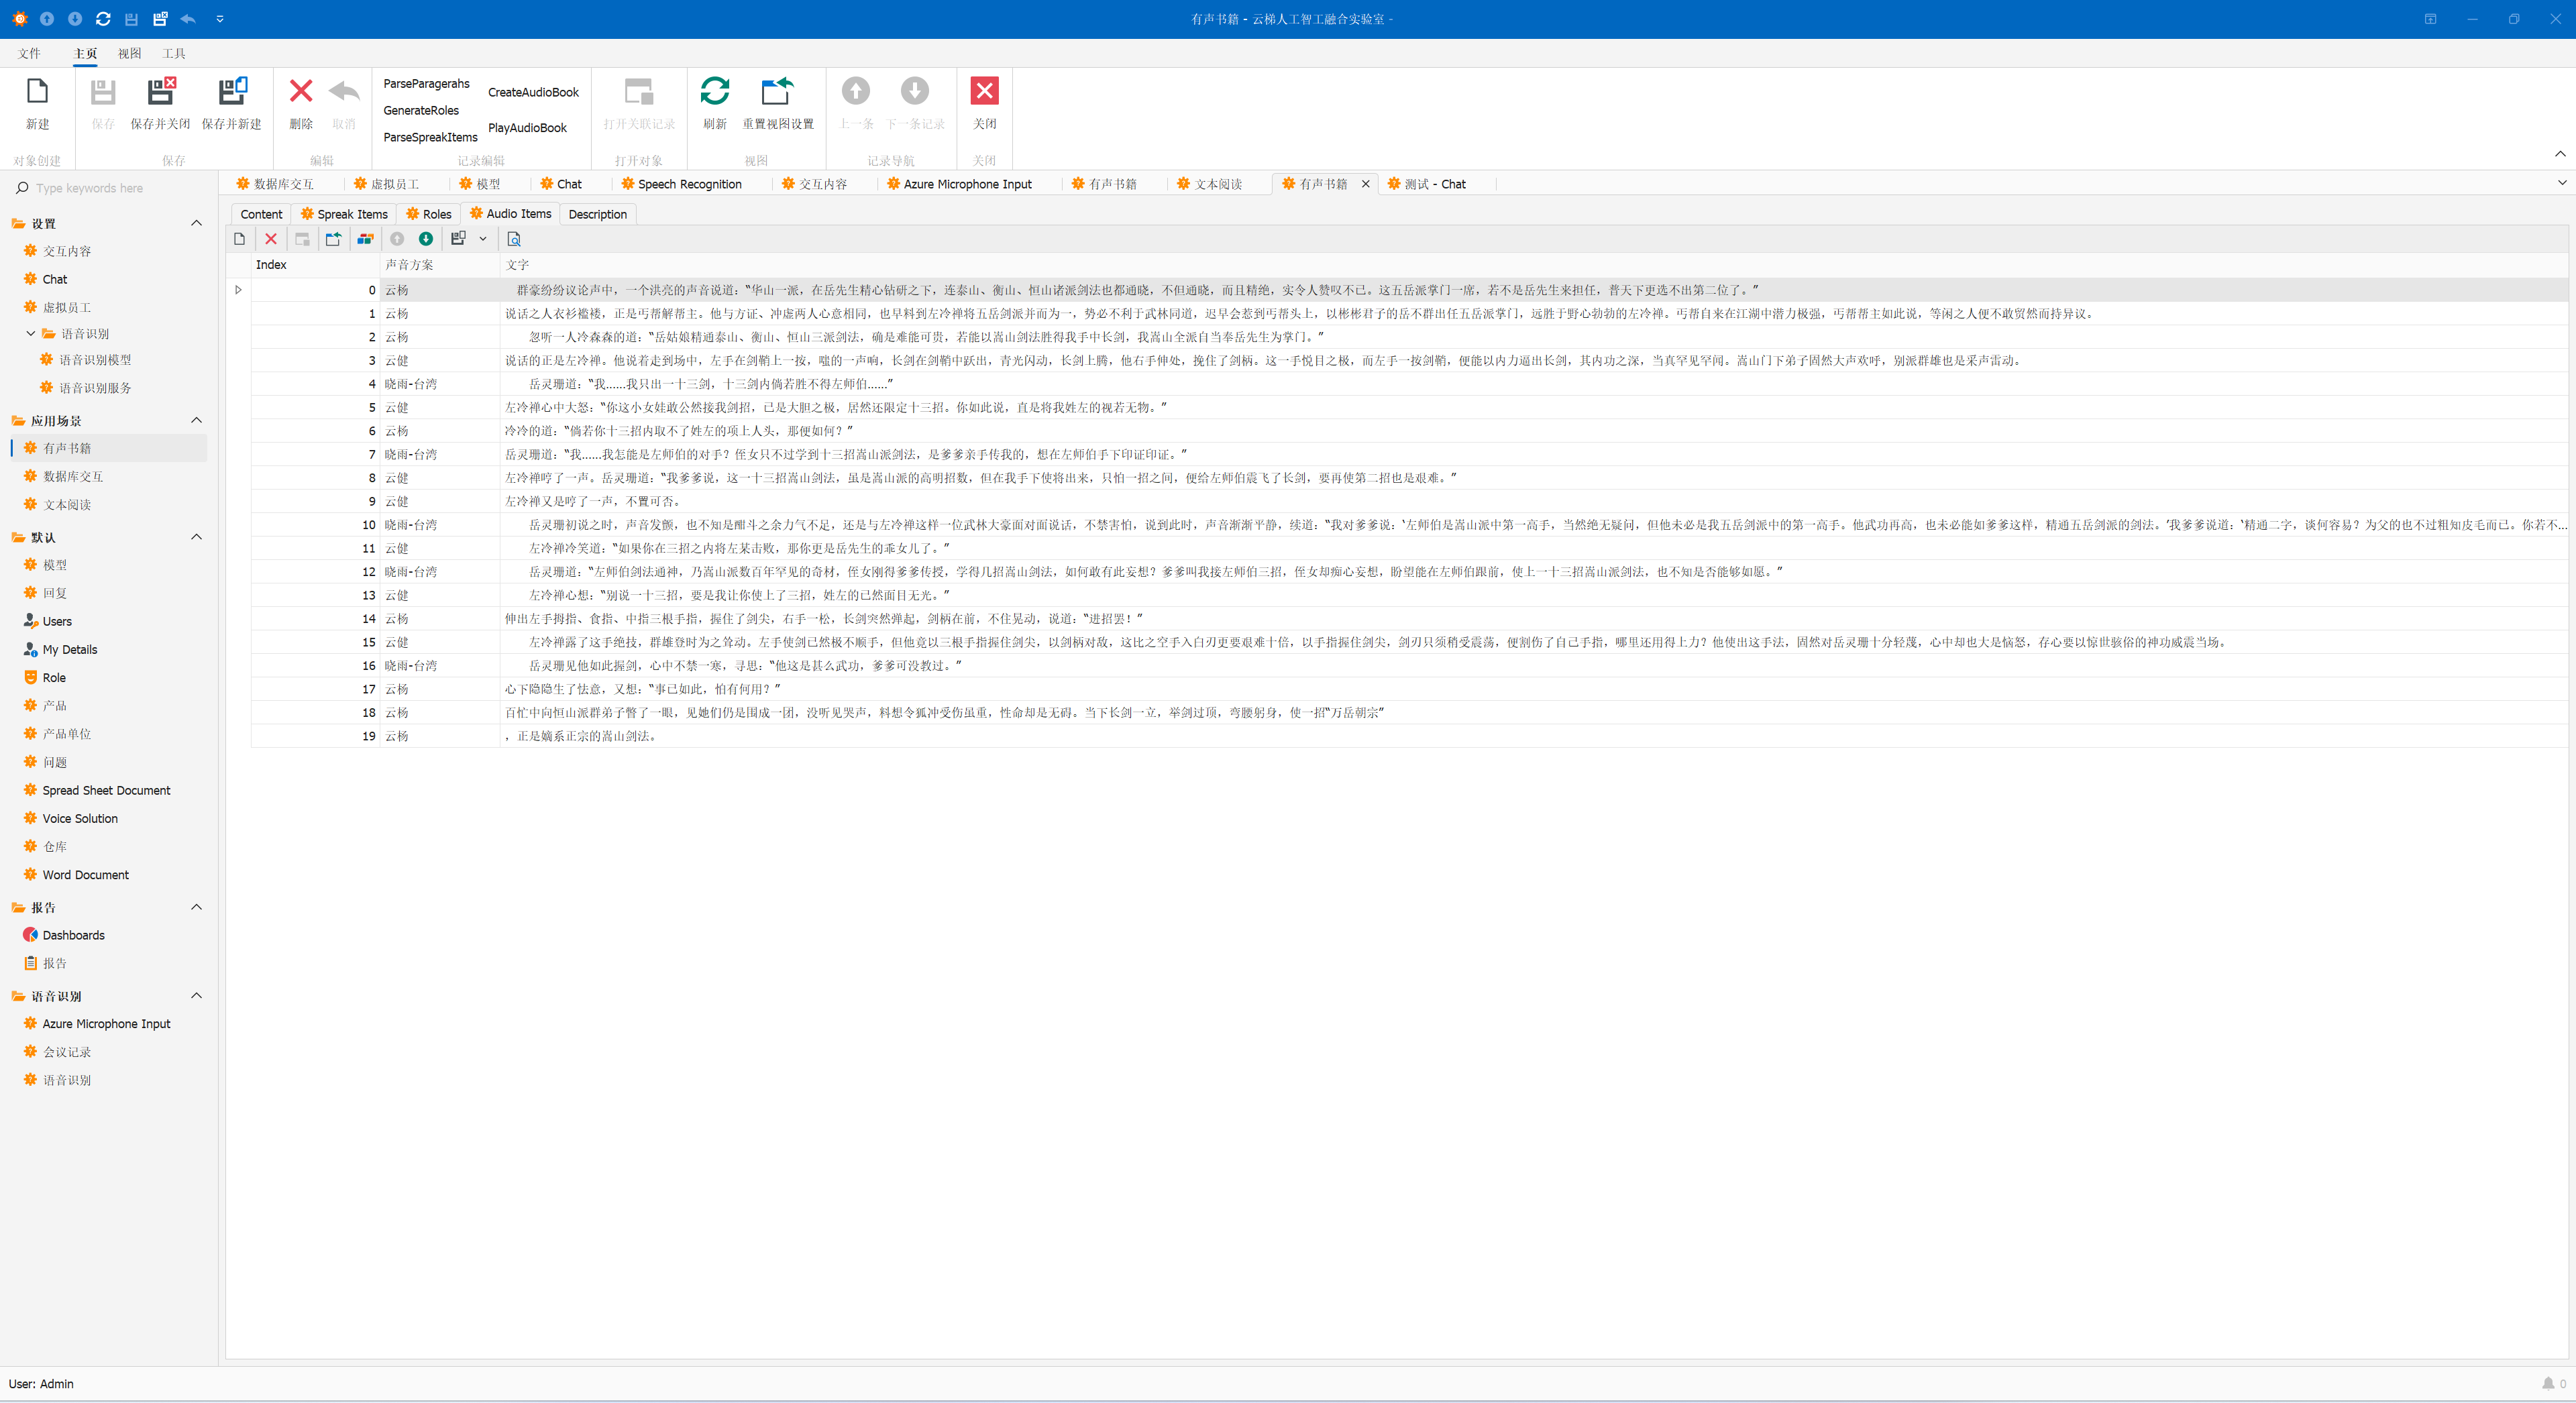 有声书籍 - 云梯人工智工融合实验室 -
文件 主页 视图 工具
新建 保存 保存并关闭 保存并新建 删除 取消
ParseParagerahs
GenerateRoles
ParseSpreakItems
CreateAudioBook
PlayAudioBook
打开关联记录 刷新 重置视图设置 上一条 下一条记录 关闭
对象创建 保存 编辑 记录编辑 打开对象 视图 记录导航 关闭
Type keywords here
设置
交互内容
Chat
虚拟员工
语音识别
语音识别模型
语音识别服务
应用场景
有声书籍
数据库交互
文本阅读
默认
模型
回复
Users
My Details
Role
产品
产品单位
问题
Spread Sheet Document
Voice Solution
仓库
Word Document
报告
Dashboards
报告
语音识别
Azure Microphone Input
会议记录
语音识别
数据库交互 虚拟员工 模型 Chat Speech Recognition 交互内容 Azure Microphone Input 有声书籍 文本阅读 有声书籍 测试 - Chat
Content Spreak Items Roles Audio Items Description
Index 声音方案 文字
0 云杨 群豪纷纷议论声中，一个洪亮的声音说道：“华山一派，在岳先生精心钻研之下，连泰山、衡山、恒山诸派剑法也都通晓，不但通晓，而且精绝，实令人赞叹不已。这五岳派掌门一席，若不是岳先生来担任，普天下更选不出第二位了。”
1 云杨 说话之人衣衫褴褛，正是丐帮解帮主。他与方证、冲虚两人心意相同，也早料到左冷禅将五岳剑派并而为一，势必不利于武林同道，迟早会惹到丐帮头上，以彬彬君子的岳不群出任五岳派掌门，远胜于野心勃勃的左冷禅。丐帮自来在江湖中潜力极强，丐帮帮主如此说，等闲之人便不敢贸然而持异议。
2 云杨 忽听一人冷森森的道：“岳姑娘精通泰山、衡山、恒山三派剑法，确是难能可贵，若能以嵩山剑法胜得我手中长剑，我嵩山全派自当奉岳先生为掌门。”
3 云健 说话的正是左冷禅。他说着走到场中，左手在剑鞘上一按，嗤的一声响，长剑在剑鞘中跃出，青光闪动，长剑上腾，他右手伸处，挽住了剑柄。这一手悦目之极，而左手一按剑鞘，便能以内力逼出长剑，其内功之深，当真罕见罕闻。嵩山门下弟子固然大声欢呼，别派群雄也是采声雷动。
4 晓雨-台湾 岳灵珊道：“我……我只出一十三剑，十三剑内倘若胜不得左师伯……”
5 云健 左冷禅心中大怒：“你这小女娃敢公然接我剑招，已是大胆之极，居然还限定十三招。你如此说，直是将我姓左的视若无物。”
6 云杨 冷冷的道：“倘若你十三招内取不了姓左的项上人头，那便如何？”
7 晓雨-台湾 岳灵珊道：“我……我怎能是左师伯的对手？侄女只不过学到十三招嵩山派剑法，是爹爹亲手传我的，想在左师伯手下印证印证。”
8 云健 左冷禅哼了一声。岳灵珊道：“我爹爹说，这一十三招嵩山剑法，虽是嵩山派的高明招数，但在我手下使将出来，只怕一招之间，便给左师伯震飞了长剑，要再使第二招也是艰难。”
9 云健 左冷禅又是哼了一声，不置可否。
10 晓雨-台湾 岳灵珊初说之时，声音发颤，也不知是酣斗之余力气不足，还是与左冷禅这样一位武林大豪面对面说话，不禁害怕，说到此时，声音渐渐平静，续道：“我对爹爹说：‘左师伯是嵩山派中第一高手，当然绝无疑问，但他未必是我五岳剑派中的第一高手。他武功再高，也未必能如爹爹这样，精通五岳剑派的剑法。’我爹爹说道：‘精通二字，谈何容易？为父的也不过粗知皮毛而已。你若不...
11 云健 左冷禅冷笑道：“如果你在三招之内将左某击败，那你更是岳先生的乖女儿了。”
12 晓雨-台湾 岳灵珊道：“左师伯剑法通神，乃嵩山派数百年罕见的奇材，侄女刚得爹爹传授，学得几招嵩山剑法，如何敢有此妄想？爹爹叫我接左师伯三招，侄女却痴心妄想，盼望能在左师伯跟前，使上一十三招嵩山派剑法，也不知是否能够如愿。”
13 云健 左冷禅心想：“别说一十三招，要是我让你使上了三招，姓左的已然面目无光。”
14 云杨 伸出左手拇指、食指、中指三根手指，握住了剑尖，右手一松，长剑突然弹起，剑柄在前，不住晃动，说道：“进招罢！”
15 云健 左冷禅露了这手绝技，群雄登时为之耸动。左手使剑已然极不顺手，但他竟以三根手指握住剑尖，以剑柄对敌，这比之空手入白刃更要艰难十倍，以手指握住剑尖，剑刃只须稍受震荡，便割伤了自己手指，哪里还用得上力？他使出这手法，固然对岳灵珊十分轻蔑，心中却也大是恼怒，存心要以惊世骇俗的神功威震当场。
16 晓雨-台湾 岳灵珊见他如此握剑，心中不禁一寒，寻思：“他这是甚么武功，爹爹可没教过。”
17 云杨 心下隐隐生了怯意，又想：“事已如此，怕有何用？”
18 云杨 百忙中向恒山派群弟子瞥了一眼，见她们仍是围成一团，没听见哭声，料想令狐冲受伤虽重，性命却是无碍。当下长剑一立，举剑过顶，弯腰躬身，使一招“万岳朝宗”
19 云杨 ，正是嫡系正宗的嵩山剑法。
User: Admin
0